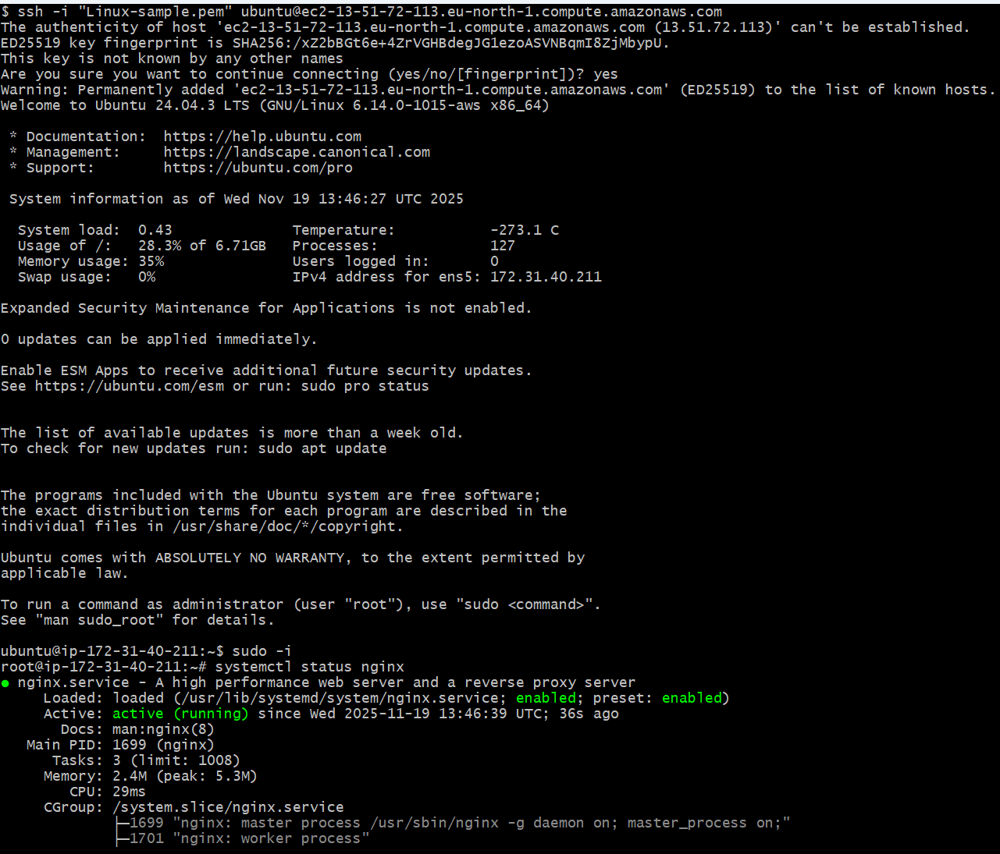 $ ssh -i "Linux-sample.pem" ubuntu@ec2-13-51-72-113.eu-north-1.compute.amazonaws.com
The authenticity of host 'ec2-13-51-72-113.eu-north-1.compute.amazonaws.com (13.51.72.113)' can't be established.
ED25519 key fingerprint is SHA256:/xZ2bBGt6e+4ZrVGHBdegJG1ezoASVNBqmI8ZjMbypU.
This key is not known by any other names
Are you sure you want to continue connecting (yes/no/[fingerprint])? yes
Warning: Permanently added 'ec2-13-51-72-113.eu-north-1.compute.amazonaws.com' (ED25519) to the list of known hosts.
Welcome to Ubuntu 24.04.3 LTS (GNU/Linux 6.14.0-1015-aws x86_64)

 * Documentation:  https://help.ubuntu.com
 * Management:     https://landscape.canonical.com
 * Support:        https://ubuntu.com/pro

 System information as of Wed Nov 19 13:46:27 UTC 2025

  System load:  0.43              Temperature:           -273.1 C
  Usage of /:   28.3% of 6.71GB   Processes:             127
  Memory usage: 35%               Users logged in:       0
  Swap usage:   0%                IPv4 address for ens5: 172.31.40.211

Expanded Security Maintenance for Applications is not enabled.

0 updates can be applied immediately.

Enable ESM Apps to receive additional future security updates.
See https://ubuntu.com/esm or run: sudo pro status

The list of available updates is more than a week old.
To check for new updates run: sudo apt update

The programs included with the Ubuntu system are free software;
the exact distribution terms for each program are described in the
individual files in /usr/share/doc/*/copyright.

Ubuntu comes with ABSOLUTELY NO WARRANTY, to the extent permitted by
applicable law.

To run a command as administrator (user "root"), use "sudo <command>".
See "man sudo_root" for details.

ubuntu@ip-172-31-40-211:~$ sudo -i
root@ip-172-31-40-211:~# systemctl status nginx
● nginx.service - A high performance web server and a reverse proxy server
     Loaded: loaded (/usr/lib/systemd/system/nginx.service; enabled; preset: enabled)
     Active: active (running) since Wed 2025-11-19 13:46:39 UTC; 36s ago
       Docs: man:nginx(8)
   Main PID: 1699 (nginx)
      Tasks: 3 (limit: 1008)
     Memory: 2.4M (peak: 5.3M)
        CPU: 29ms
     CGroup: /system.slice/nginx.service
             ├─1699 "nginx: master process /usr/sbin/nginx -g daemon on; master_process on;"
             ├─1701 "nginx: worker process"